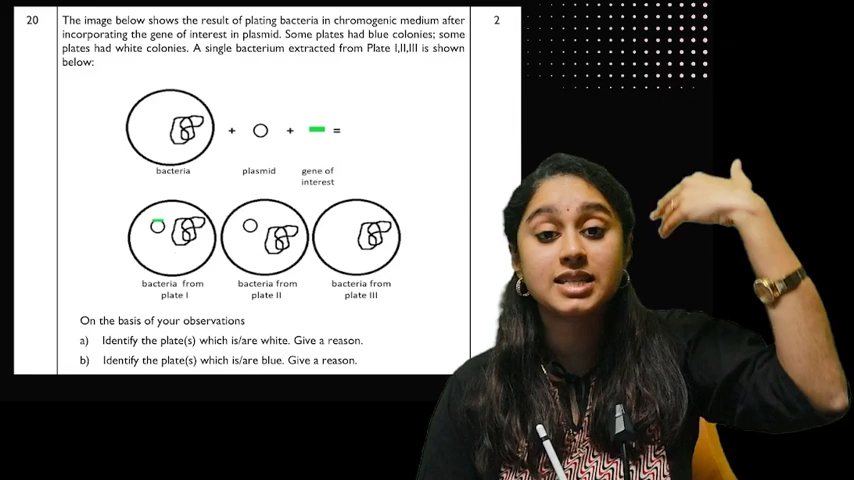 20
The image below shows the result of plating bacteria in chromogenic medium after
incorporating the gene of interest in plasmid. Some plates had blue colonies; some
plates had white colonies. A single bacterium extracted from Plate I,II,III is shown
below:
2
+ + =
bacteria plasmid gene of
interest
bacteria from
plate I
bacteria from
plate II
bacteria from
plate III
On the basis of your observations
a) Identify the plate(s) which is/are white. Give a reason.
b) Identify the plate(s) which is/are blue. Give a reason.